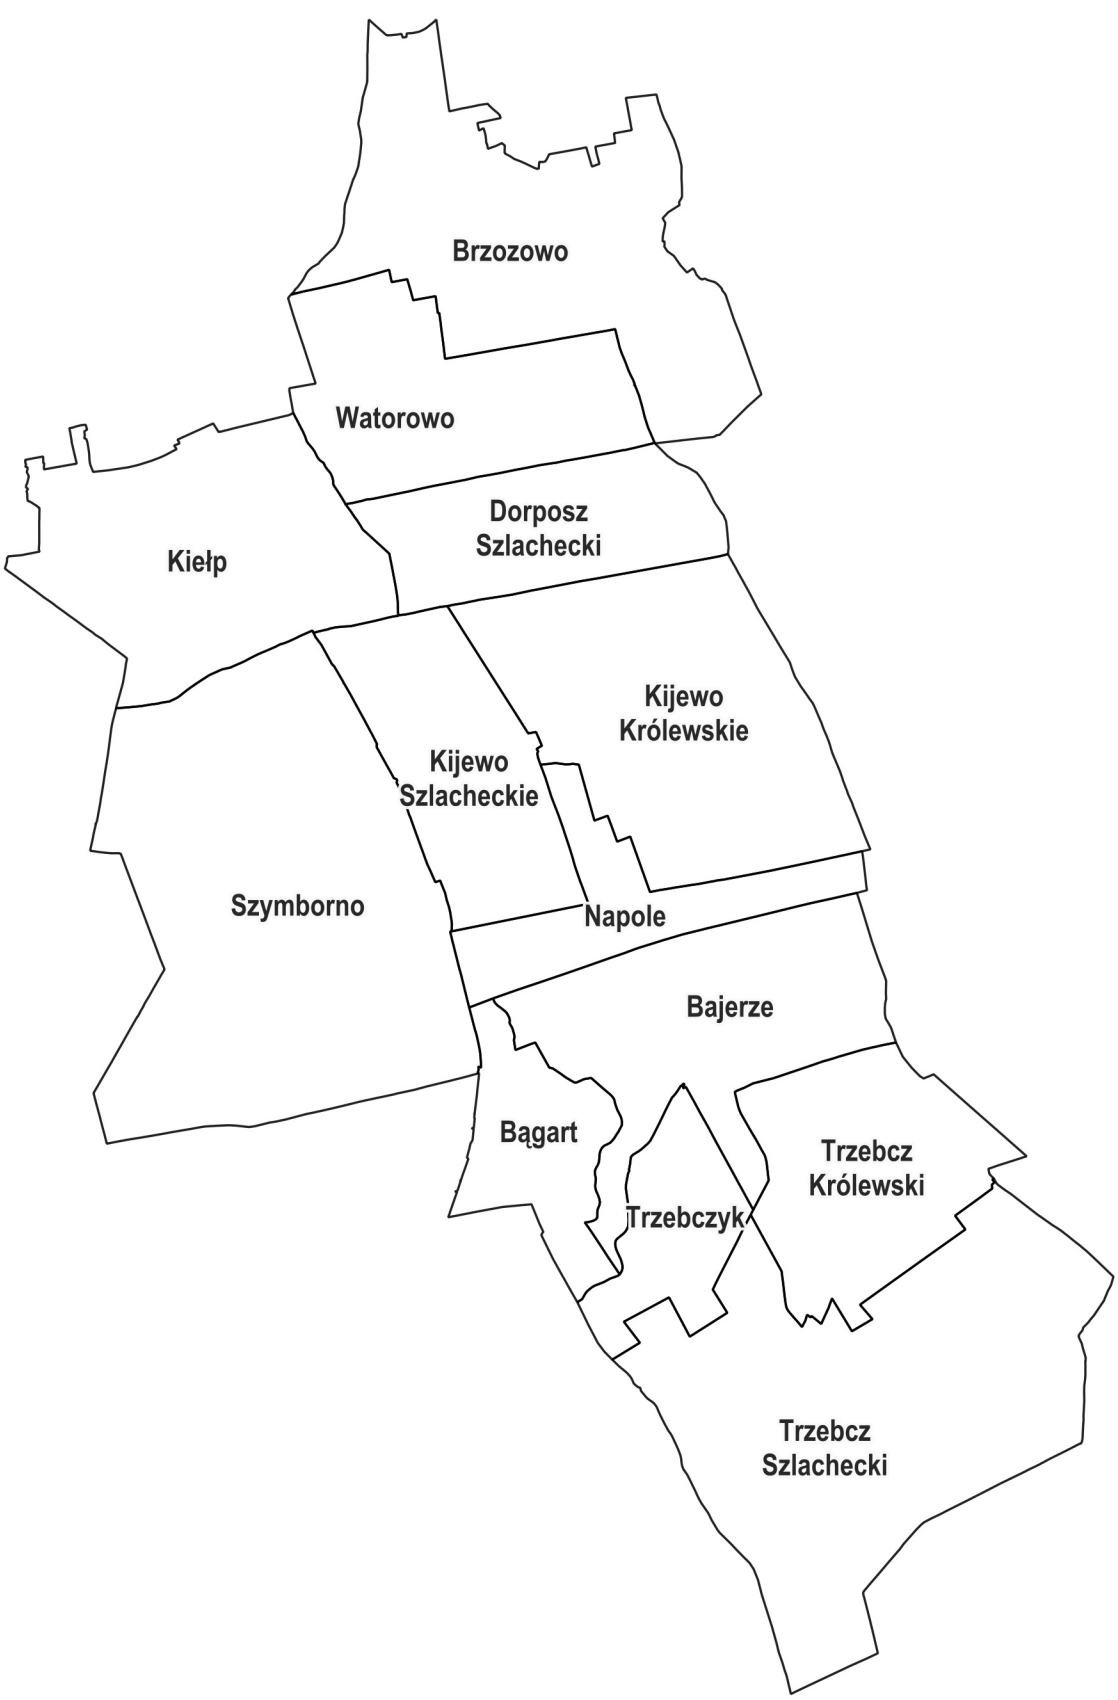 Brzozowo
Watorowo
Dorposz
Szlachecki
Kiełp
Kijewo
Królewskie
Kijewo
Szlacheckie
Szymborno
Napole
Bajerze
Bągart
Trzebcz
Królewski
Trzebczyk
Trzebcz
Szlachecki